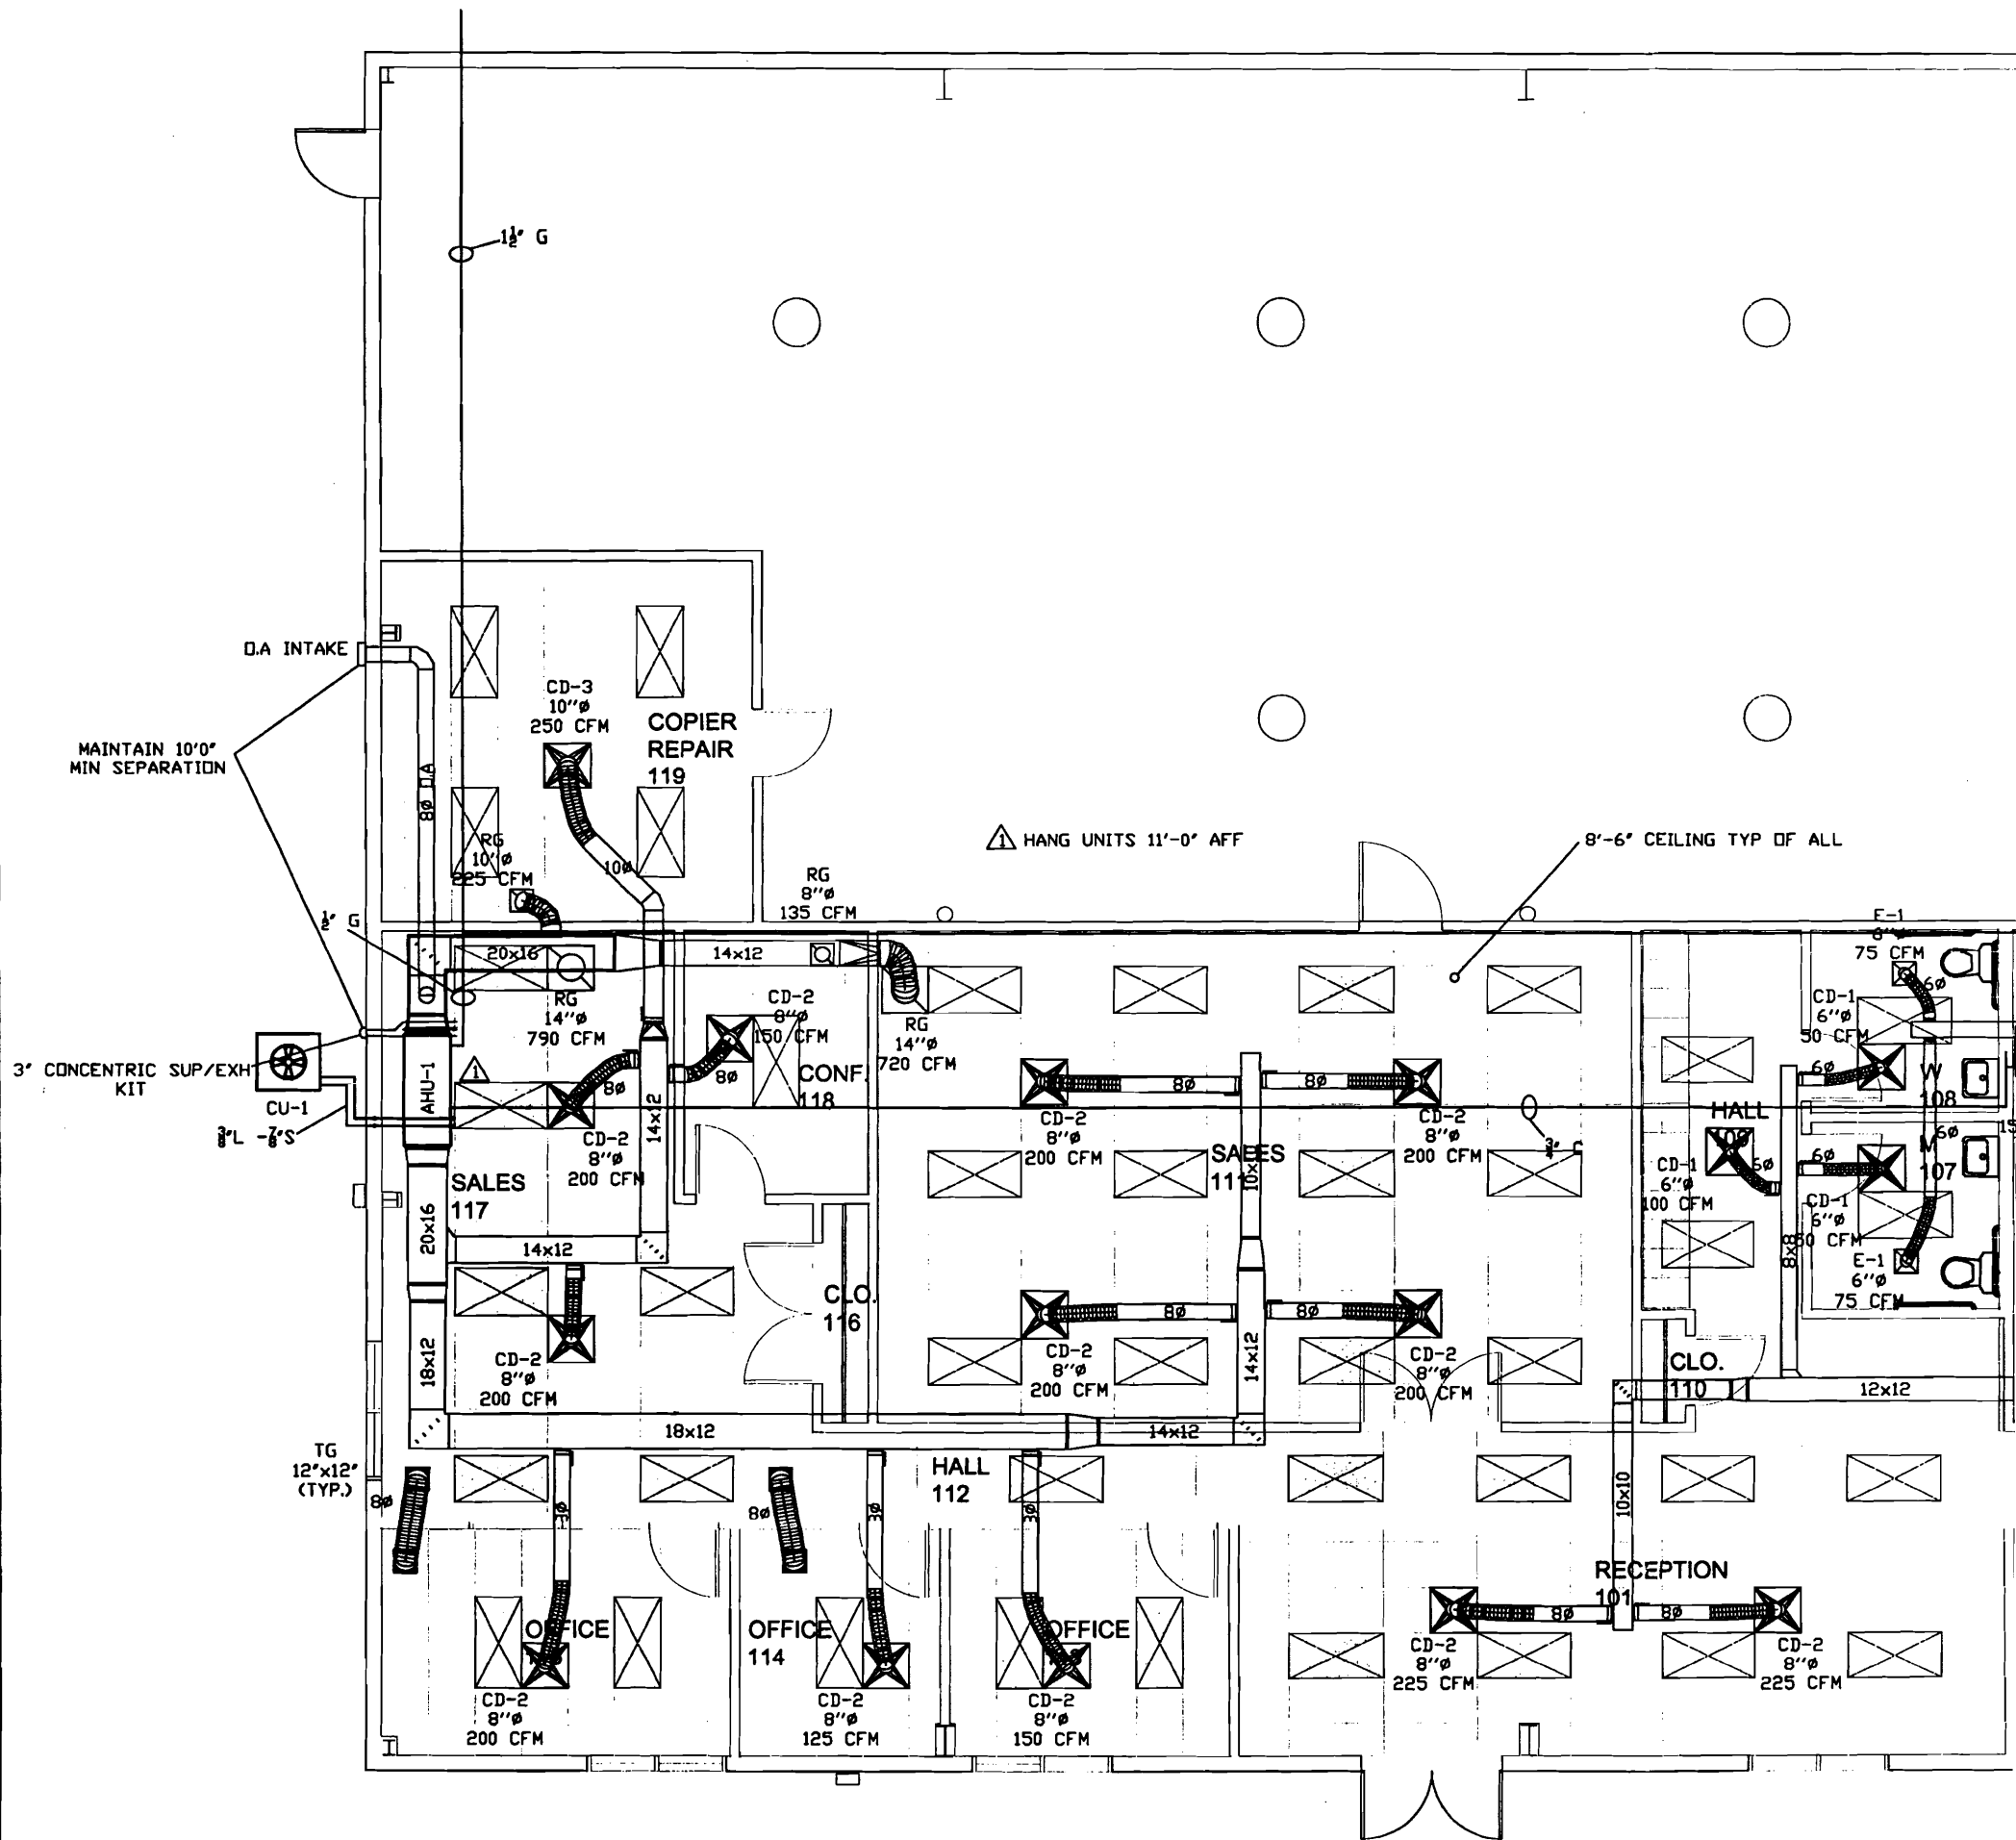 1½" G
O.A INTAKE
MAINTAIN 10'0"
MIN SEPARATION
8ø O.A
CD-3
10"ø
250 CFM
COPIER
REPAIR
119
10ø
RG
10"ø
225 CFM
RG
8"ø
135 CFM
1 HANG UNITS 11'-0" AFF
8'-6" CEILING TYP OF ALL
½" G
20x16
14x12
RG
14"ø
790 CFM
CD-2
8"ø
150 CFM
CONF.
118
8ø
RG
14"ø
720 CFM
3" CONCENTRIC SUP/EXH
KIT
CU-1
⅜"L -⅞"S
AHU-1
1
8ø
CD-2
8"ø
200 CFM
14x12
SALES
117
20x16
14x12
18x12
CD-2
8"ø
200 CFM
CLO.
116
8ø
8ø
CD-2
8"ø
200 CFM
CD-2
8"ø
200 CFM
SALES
111
¾"
8ø
8ø
CD-2
8"ø
200 CFM
CD-2
8"ø
200 CFM
14x12
E-1
75 CFM
6ø
CD-1
6"ø
50 CFM
6ø
W
108
HALL
CD-1
6"ø
100 CFM
6ø
6ø
6ø
M
107
CD-1
6"ø
50 CFM
E-1
6"ø
75 CFM
8x8
CLO.
110
12x12
18x12
14x12
10x10
TG
12"x12"
(TYP.)
8ø
8ø
HALL
112
OFFICE
CD-2
8"ø
200 CFM
OFFICE
114
CD-2
8"ø
125 CFM
OFFICE
CD-2
8"ø
150 CFM
RECEPTION
101
8ø
8ø
CD-2
8"ø
225 CFM
CD-2
8"ø
225 CFM